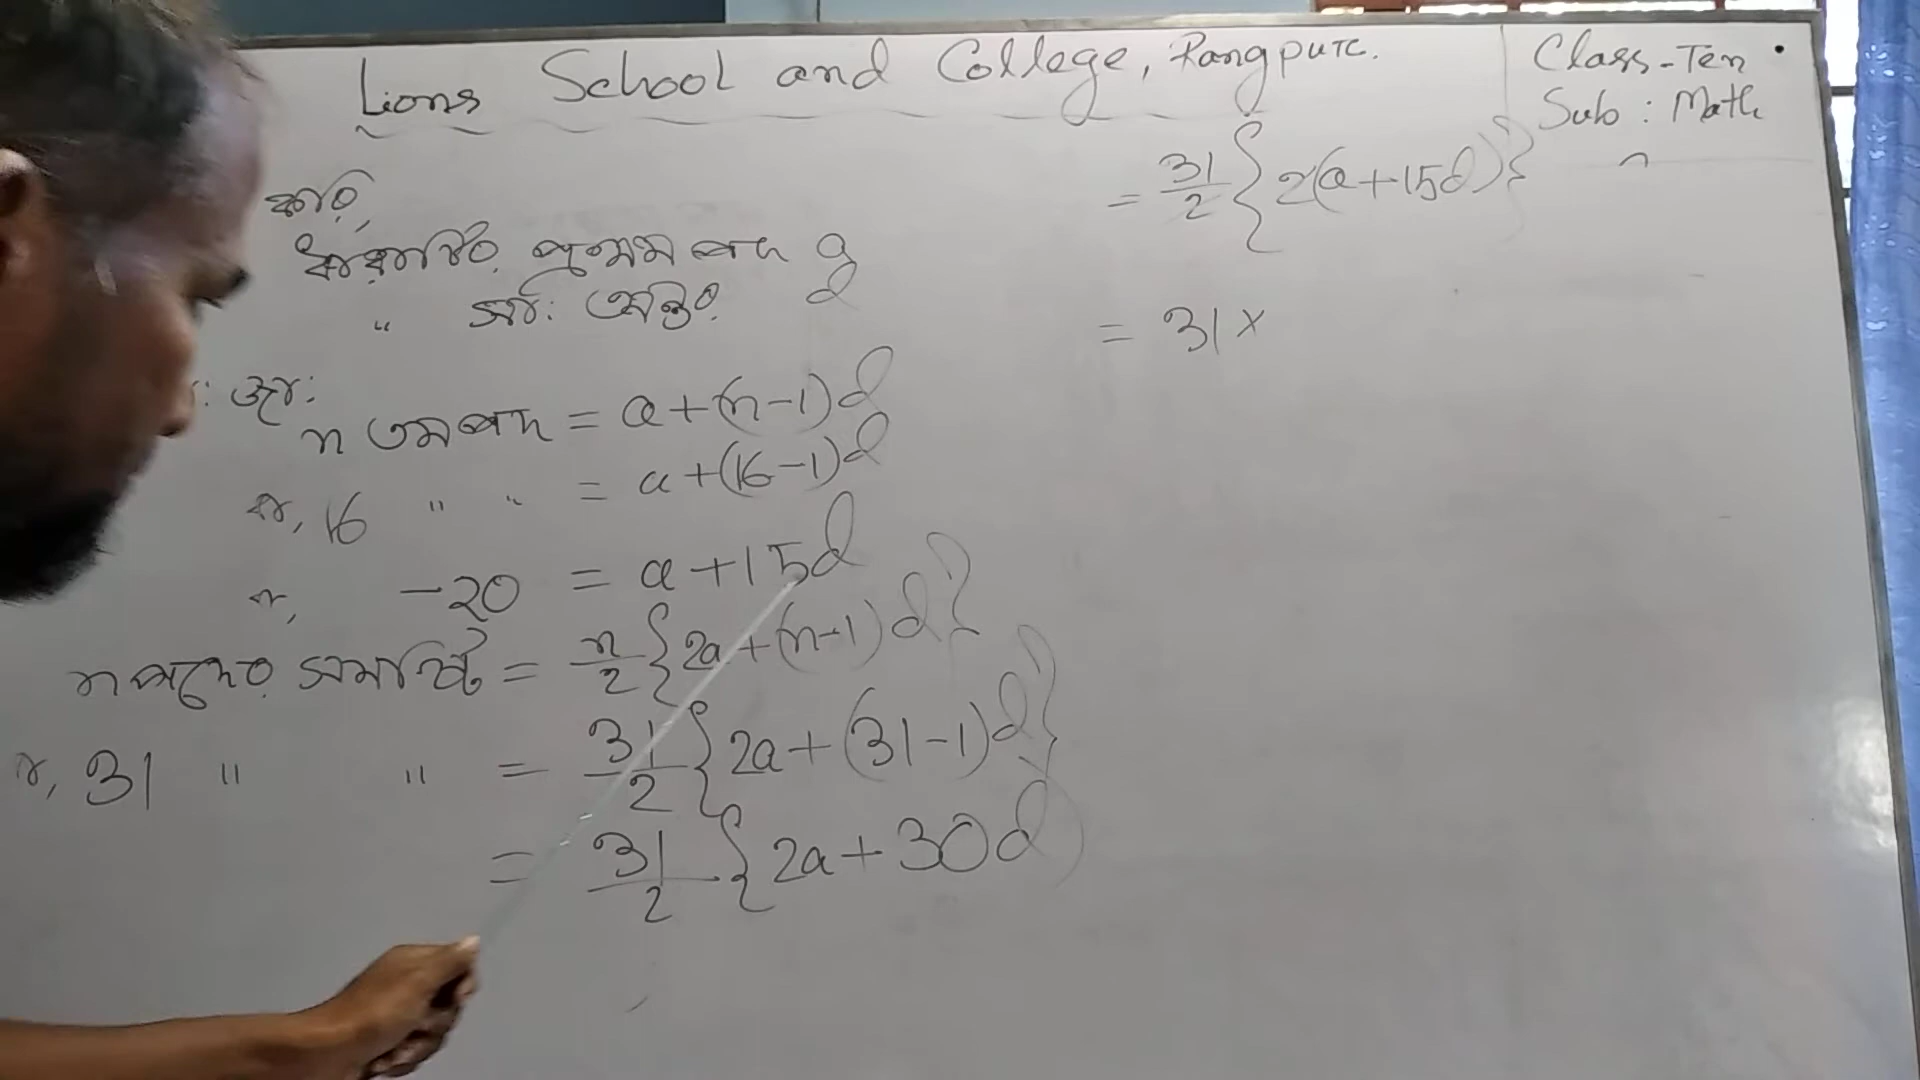 Lions School and College, Rangpur.
Class-Ten
Sub : Math
করি,
ধারাটির প্রথম পদ a
" সাঃ অন্তর d
: জাঃ
n তম পদ = a+(n-1)d
বা, 16 " " = a+(16-1)d
বা, -20 = a+15d
n পদের সমষ্টি = n/2{2a+(n-1)d}
বা, 31 " " = 31/2{2a+(31-1)d}
= 31/2{2a+30d}
= 31/2{2(a+15d)}
= 31×